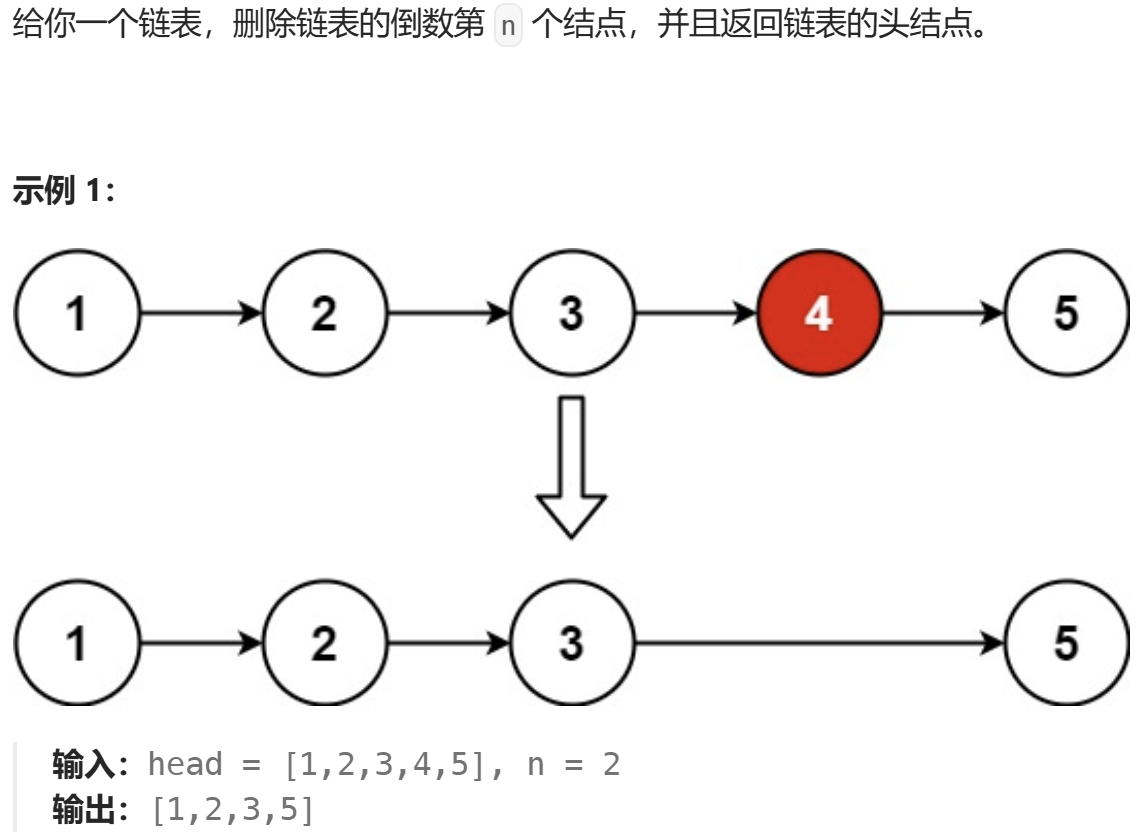 给你一个链表，删除链表的倒数第 n 个结点，并且返回链表的头结点。
示例 1：
1 2 3 4 5
1 2 3 5
输入：head = [1,2,3,4,5], n = 2
输出：[1,2,3,5]